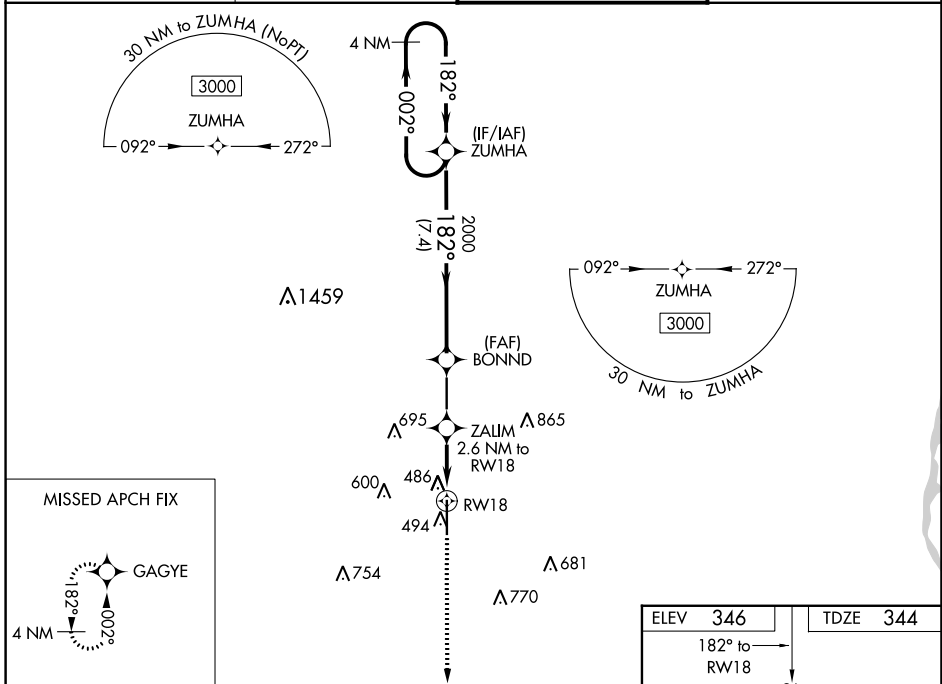 30 NM to ZUMHA (NoPT)
3000
ZUMHA
092°
272°
4 NM
182°
002°
(IF/IAF)
ZUMHA
2000
182°
(7.4)
1459
092°
272°
ZUMHA
3000
30 NM to ZUMHA
(FAF)
BONND
695
ZALIM
865
2.6 NM to
RW18
486
600
RW18
494
754
681
770
MISSED APCH FIX
GAGYE
182°
002°
4 NM
ELEV 346
TDZE 344
182° to
RW18